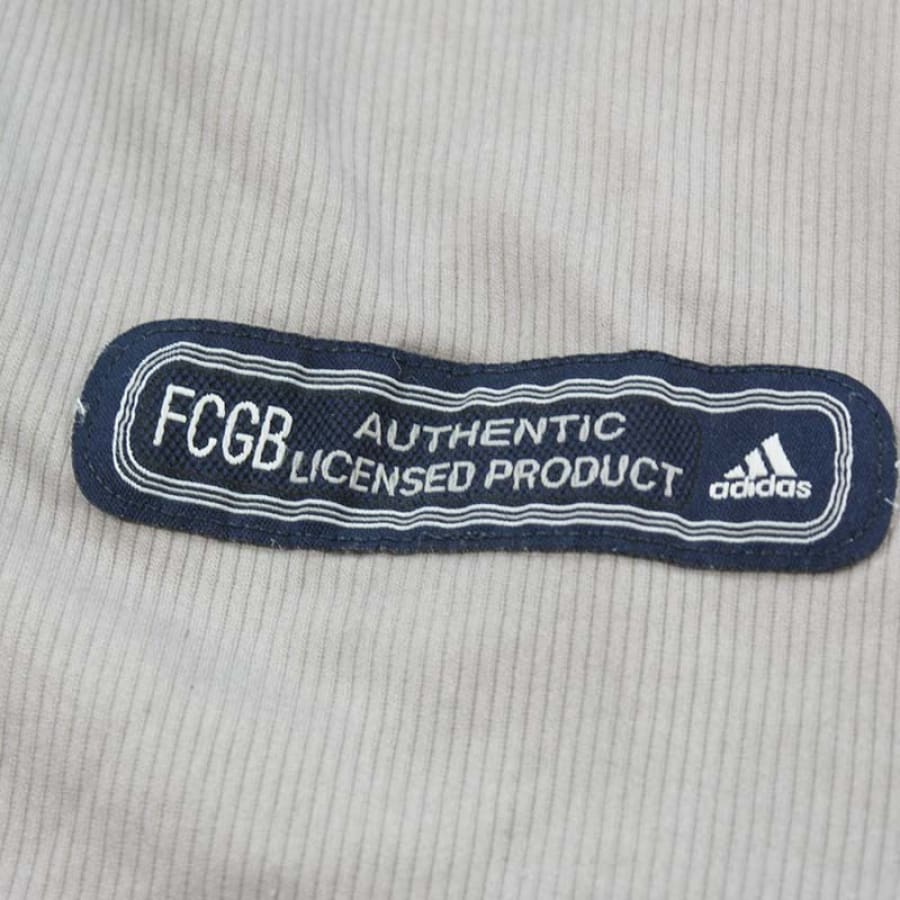 FCGB
AUTHENTIC
LICENSED PRODUCT
adidas